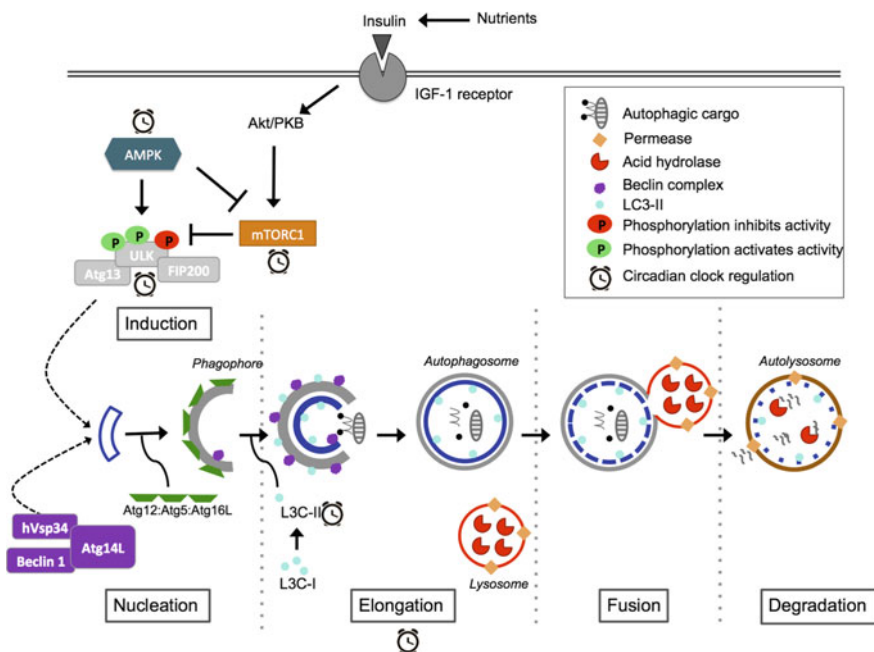 Insulin
Nutrients
IGF-1 receptor
Akt/PKB
AMPK
mTORC1
P
P
P
ULK
Atg13
FIP200
Induction
Autophagic cargo
Permease
Acid hydrolase
Beclin complex
LC3-II
P Phosphorylation inhibits activity
P Phosphorylation activates activity
Circadian clock regulation
Phagophore
Autophagosome
Autolysosome
Atg12:Atg5:Atg16L
L3C-II
L3C-I
hVsp34
Atg14L
Beclin 1
Lysosome
Nucleation
Elongation
Fusion
Degradation